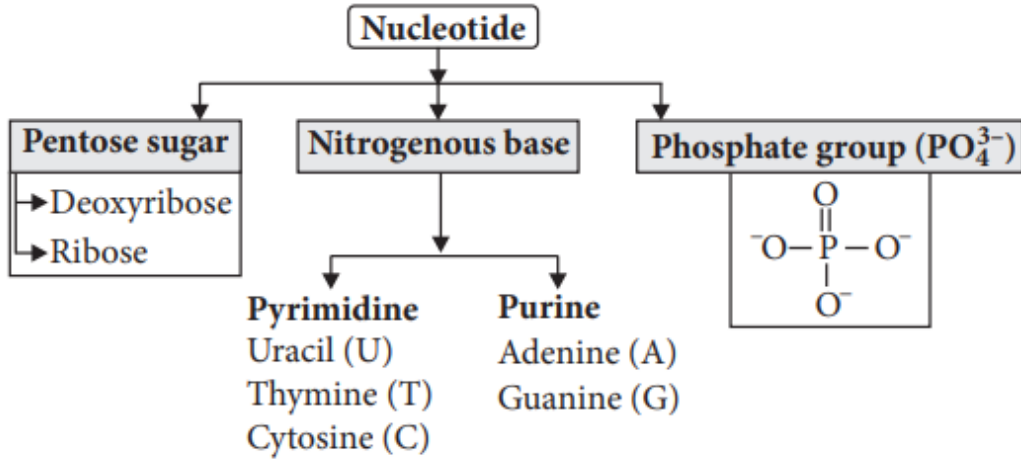 Nucleotide
Pentose sugar
Deoxyribose
Ribose
Nitrogenous base
Pyrimidine
Uracil (U)
Thymine (T)
Cytosine (C)
Purine
Adenine (A)
Guanine (G)
Phosphate group (PO₄³⁻)
O
⁻O–P–O⁻
O⁻